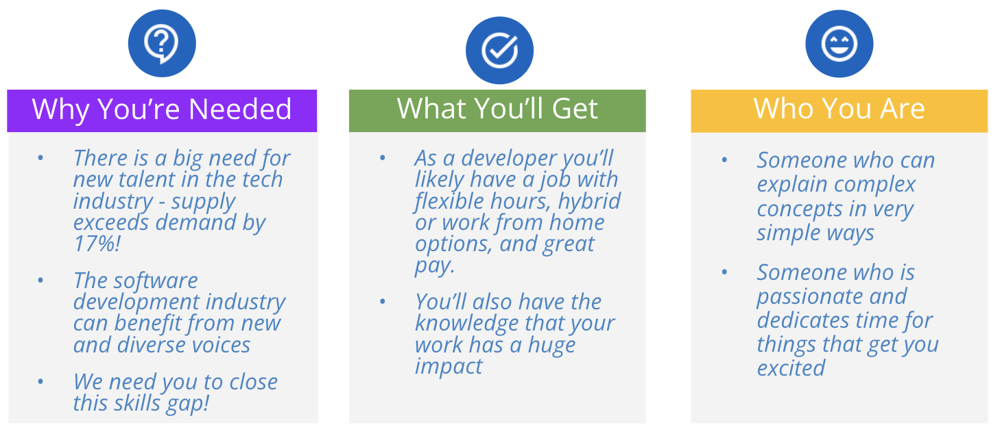 Why You're Needed
• There is a big need for
new talent in the tech
industry - supply
exceeds demand by
17%!
• The software
development industry
can benefit from new
and diverse voices
• We need you to close
this skills gap!
What You'll Get
• As a developer you'll
likely have a job with
flexible hours, hybrid
or work from home
options, and great
pay.
• You'll also have the
knowledge that your
work has a huge
impact
Who You Are
• Someone who can
explain complex
concepts in very
simple ways
• Someone who is
passionate and
dedicates time for
things that get you
excited